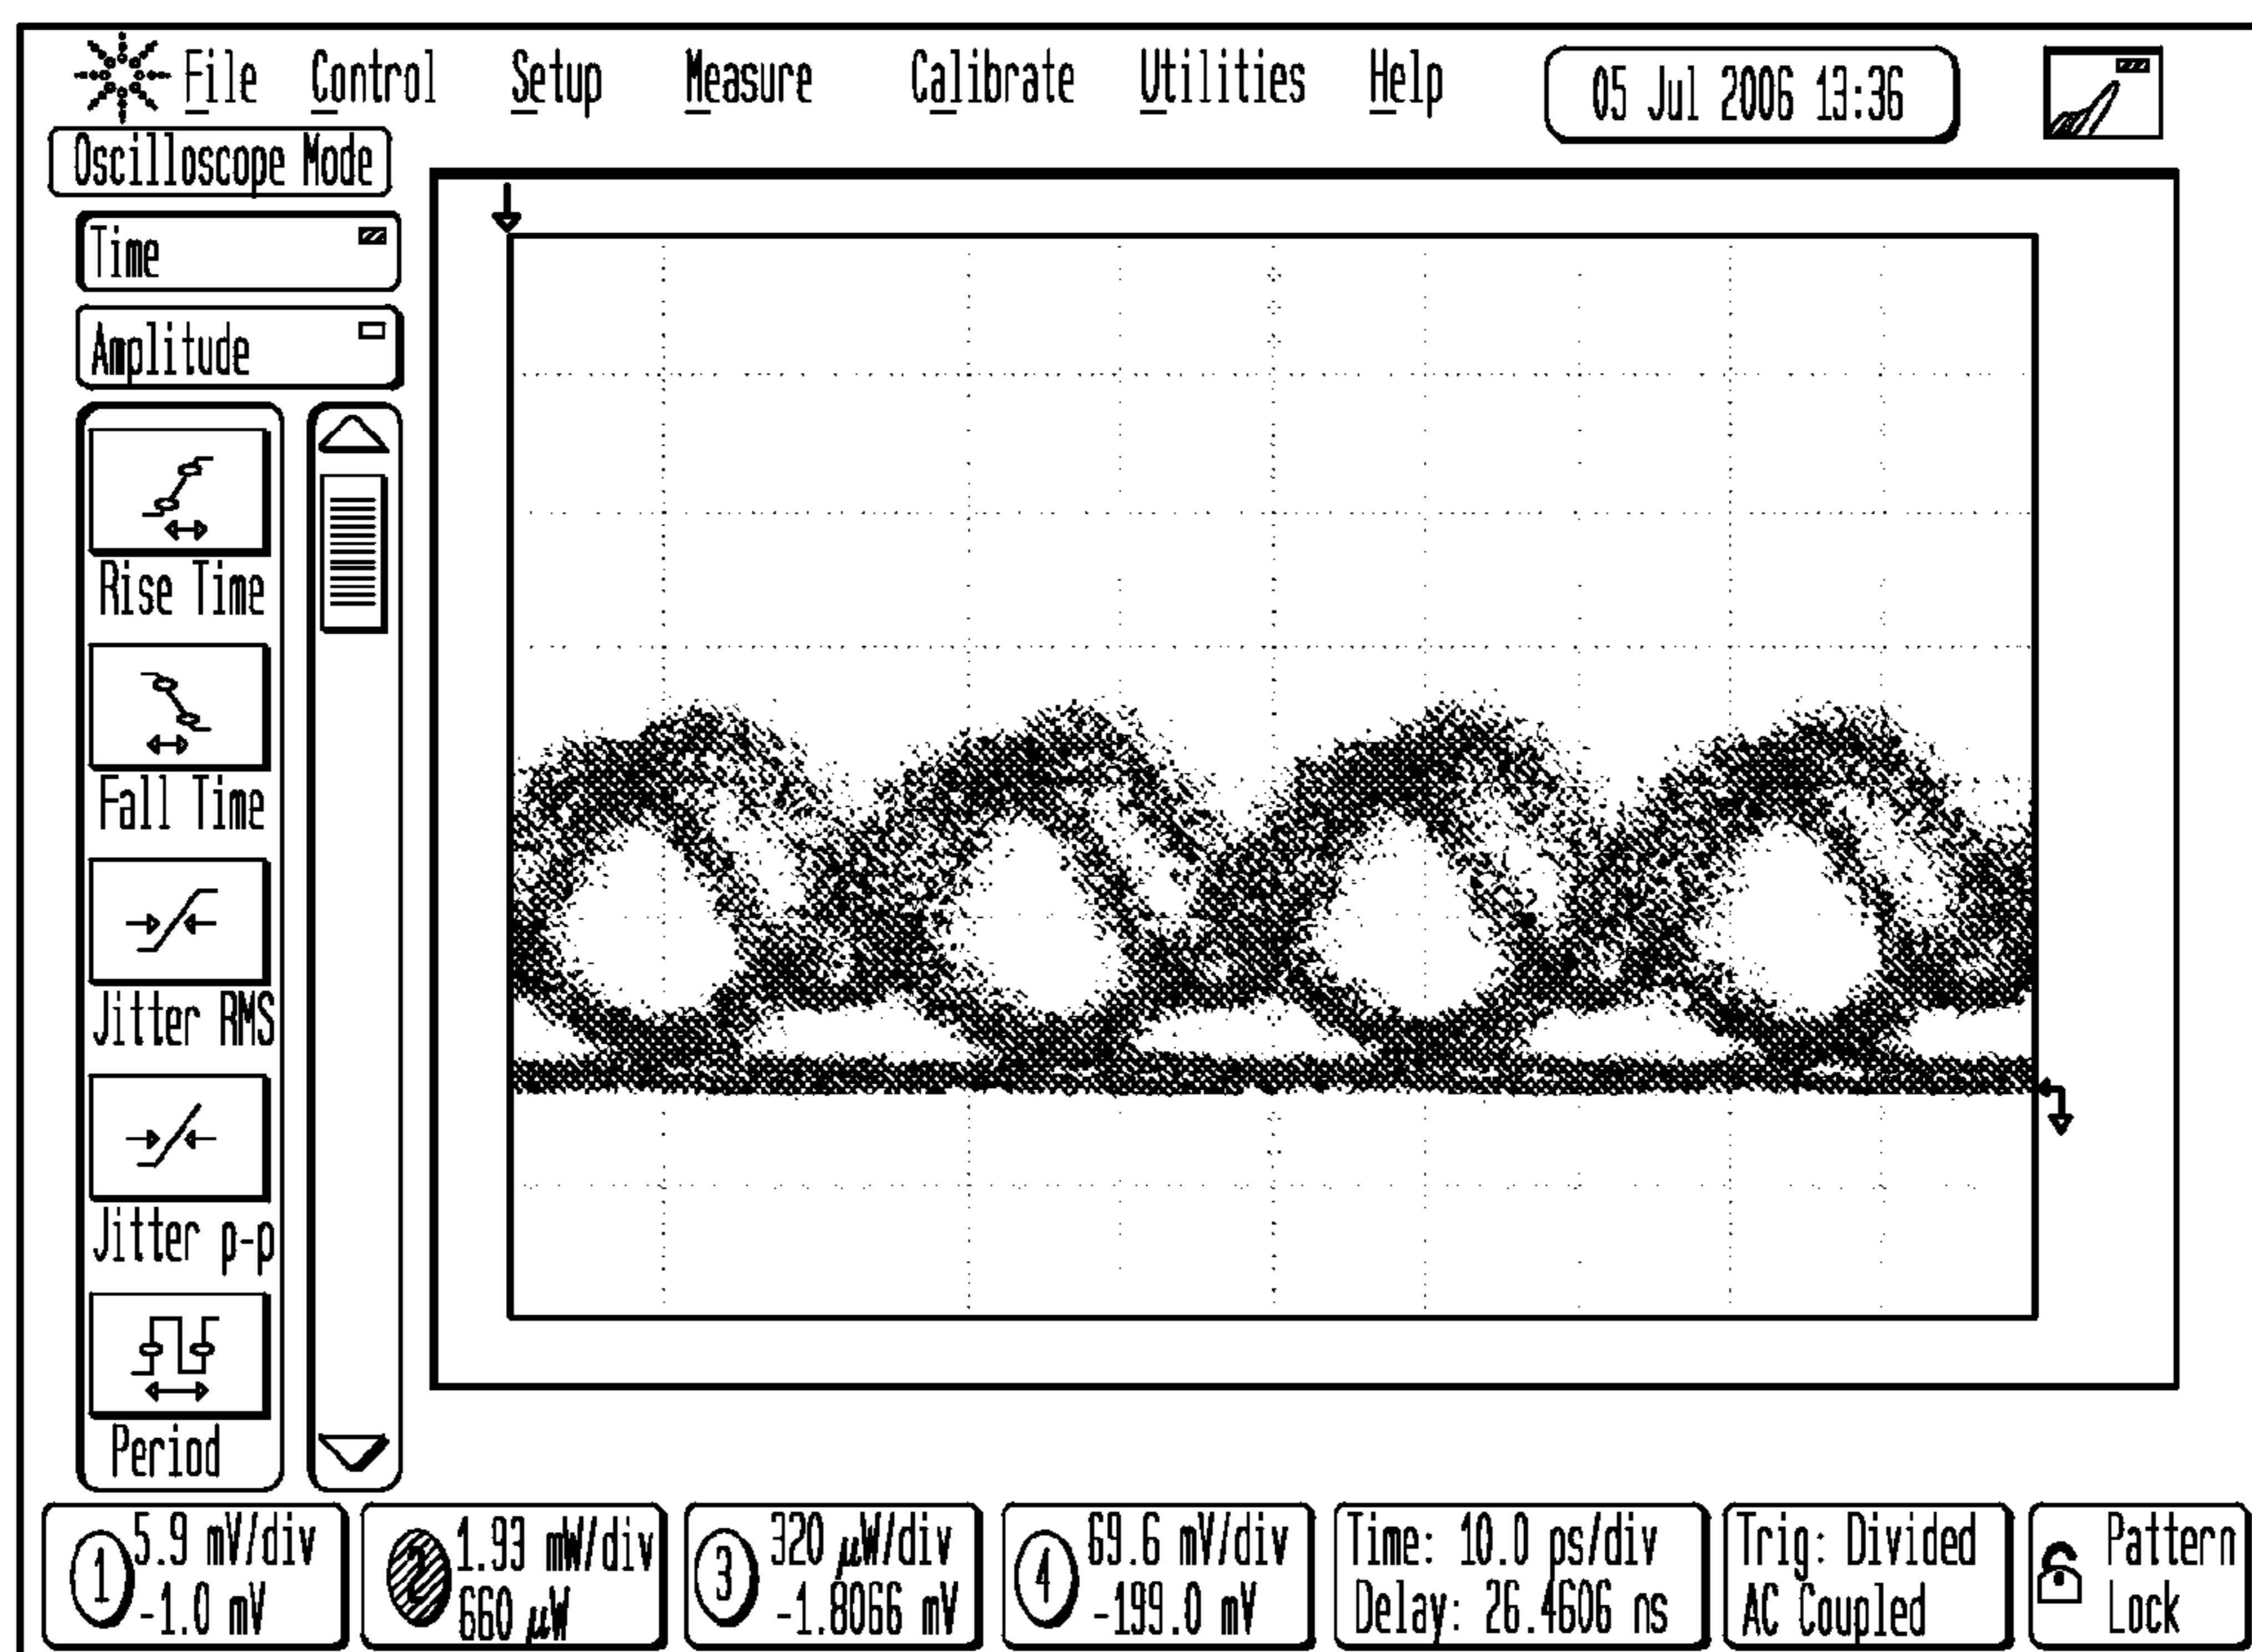 File Control Setup Measure Calibrate Utilities Help 05 Jul 2006 13:36
Oscilloscope Mode
Time
Amplitude
Rise Time
Fall Time
Jitter RMS
Jitter p-p
Period
1 5.9 mV/div
-1.0 mV
2 1.93 mW/div
660 μW
3 320 μW/div
-1.8066 mV
4 69.6 mV/div
-199.0 mV
Time: 10.0 ps/div
Delay: 26.4606 ns
Trig: Divided
AC Coupled
Pattern
Lock